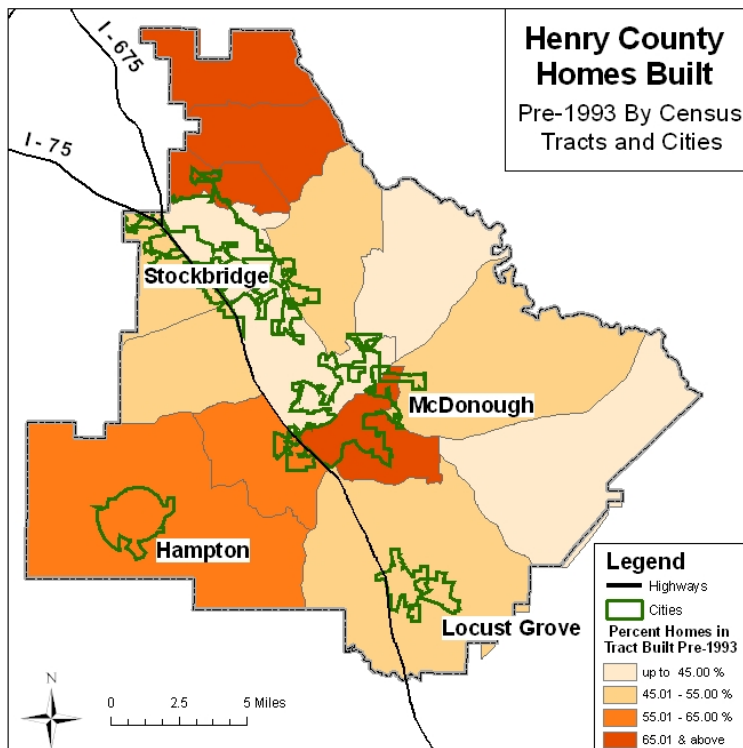 Henry County
Homes Built
Pre-1993 By Census
Tracts and Cities
I-675
I - 75
Stockbridge
McDonough
Hampton
Locust Grove
Legend
Highways
Cities
Percent Homes in
Tract Built Pre-1993
up to 45.00 %
45.01 - 55.00 %
55.01 - 65.00 %
65.01 & above
N
0 2.5 5 Miles